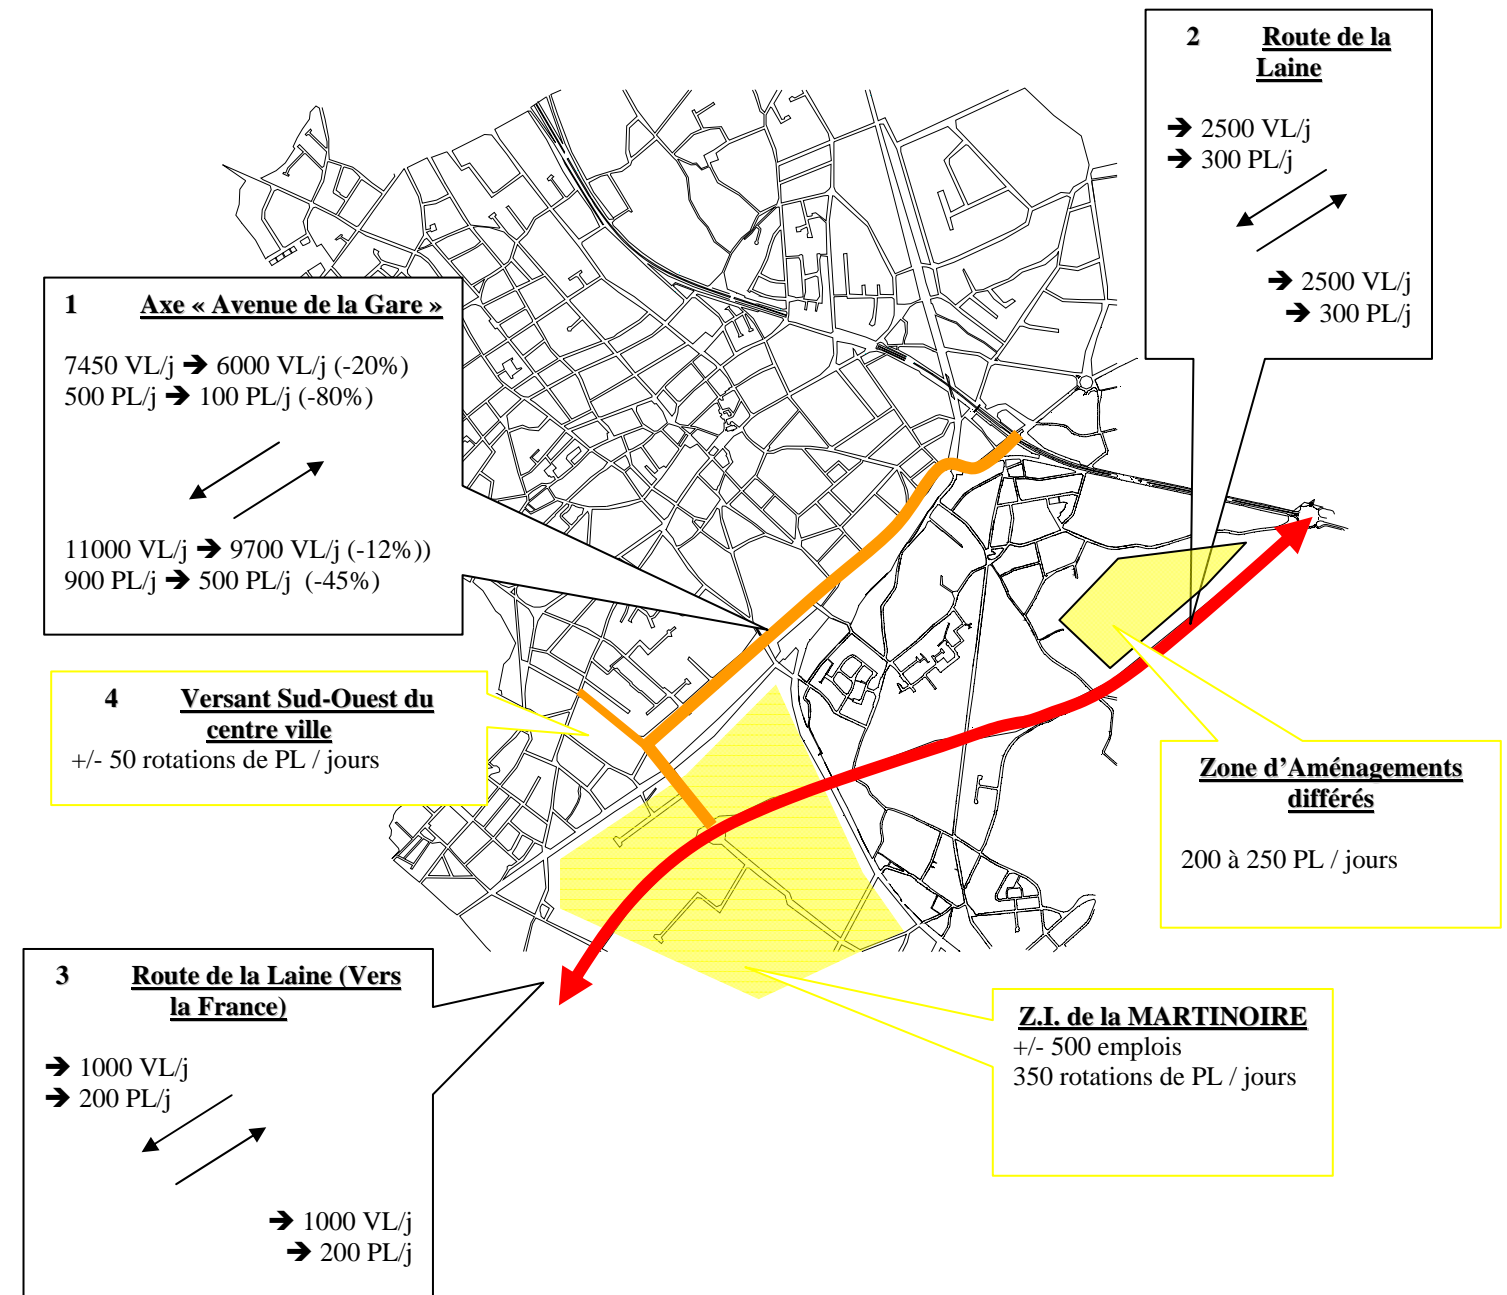 2 Route de la
Laine
➔ 2500 VL/j
➔ 300 PL/j
➔ 2500 VL/j
➔ 300 PL/j
1 Axe « Avenue de la Gare »
7450 VL/j ➔ 6000 VL/j (-20%)
500 PL/j ➔ 100 PL/j (-80%)
11000 VL/j ➔ 9700 VL/j (-12%))
900 PL/j ➔ 500 PL/j (-45%)
4 Versant Sud-Ouest du
centre ville
+/- 50 rotations de PL / jours
Zone d’Aménagements
différés
200 à 250 PL / jours
3 Route de la Laine (Vers
la France)
➔ 1000 VL/j
➔ 200 PL/j
➔ 1000 VL/j
➔ 200 PL/j
Z.I. de la MARTINOIRE
+/- 500 emplois
350 rotations de PL / jours